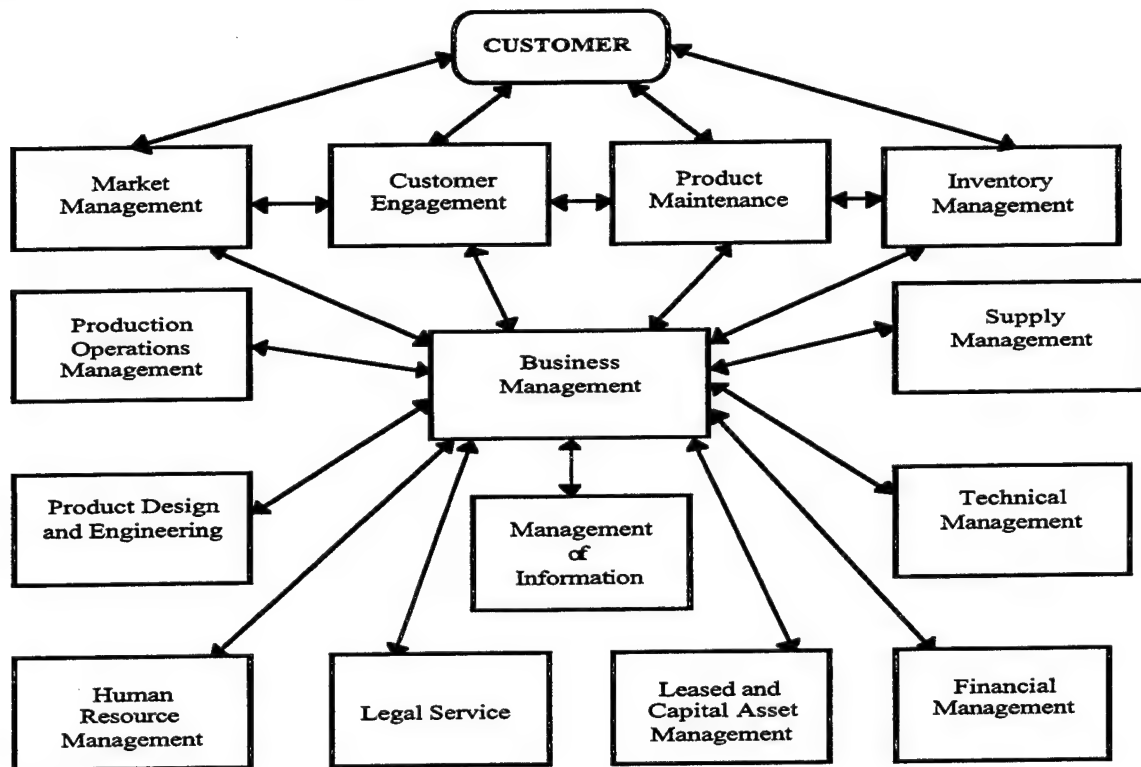 CUSTOMER
Market
Management
Customer
Engagement
Product
Maintenance
Inventory
Management
Production
Operations
Management
Business
Management
Supply
Management
Product Design
and Engineering
Management
of
Information
Technical
Management
Human
Resource
Management
Legal Service
Leased and
Capital Asset
Management
Financial
Management